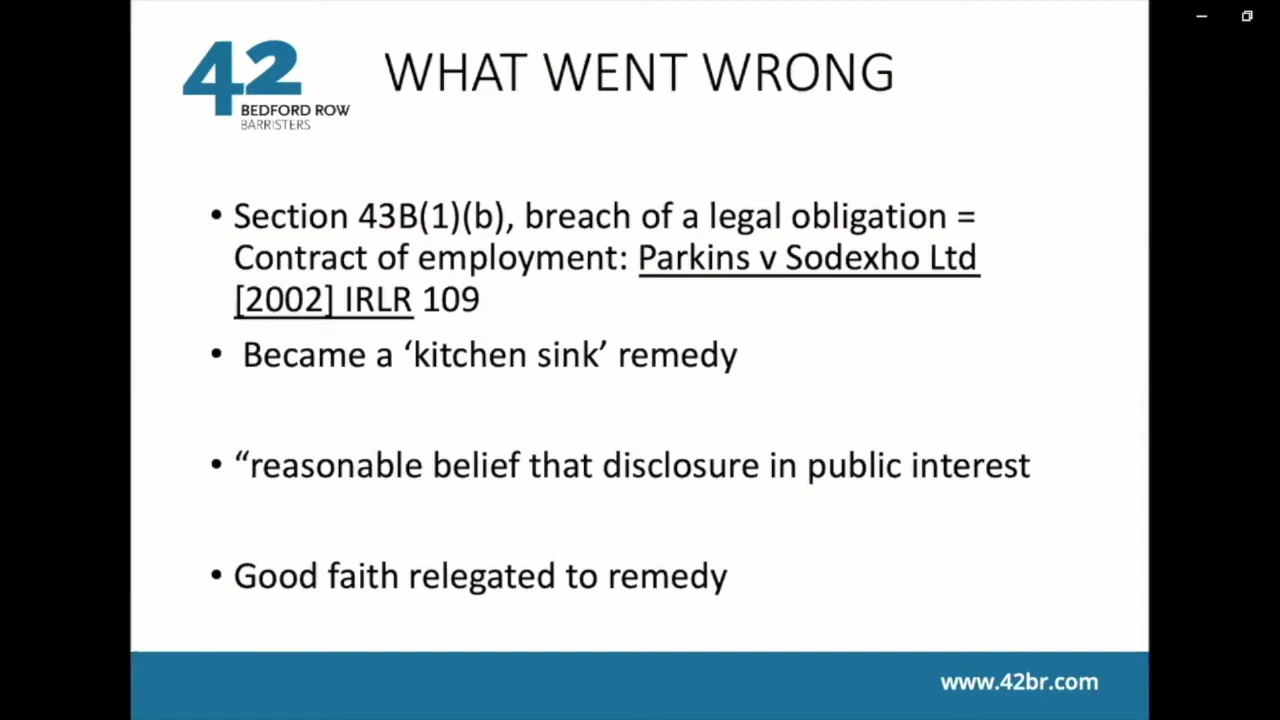 42
BEDFORD ROW
BARRISTERS
WHAT WENT WRONG
• Section 43B(1)(b), breach of a legal obligation =
Contract of employment: Parkins v Sodexho Ltd
[2002] IRLR 109
• Became a ‘kitchen sink’ remedy
• “reasonable belief that disclosure in public interest
• Good faith relegated to remedy
www.42br.com